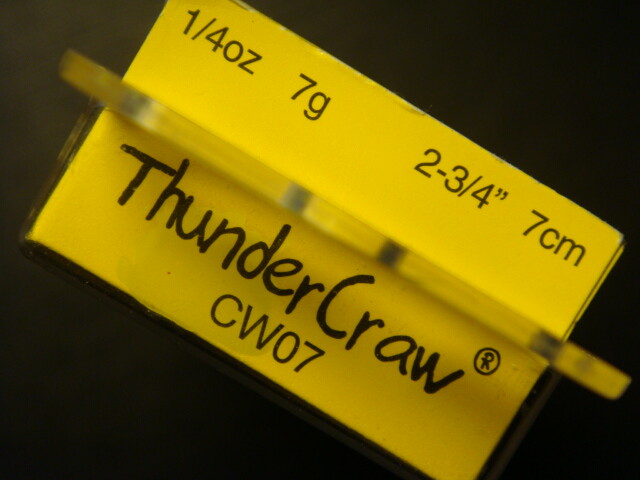 1/4oz 7g 2-3/4” 7cm
ThunderCraw®
CW07